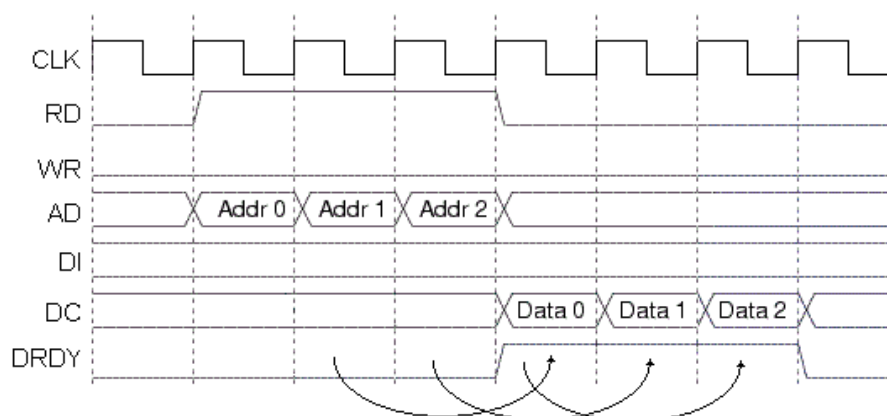 CLK
RD
WR
AD Addr 0 Addr 1 Addr 2
DI
DC Data 0 Data 1 Data 2
DRDY